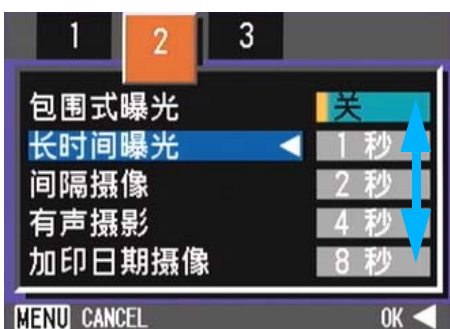 1 2 3
包围式曝光 关
长时间曝光 ◀ 1 秒
间隔摄像 2 秒
有声摄影 4 秒
加印日期摄像 8 秒
MENU CANCEL OK ◀